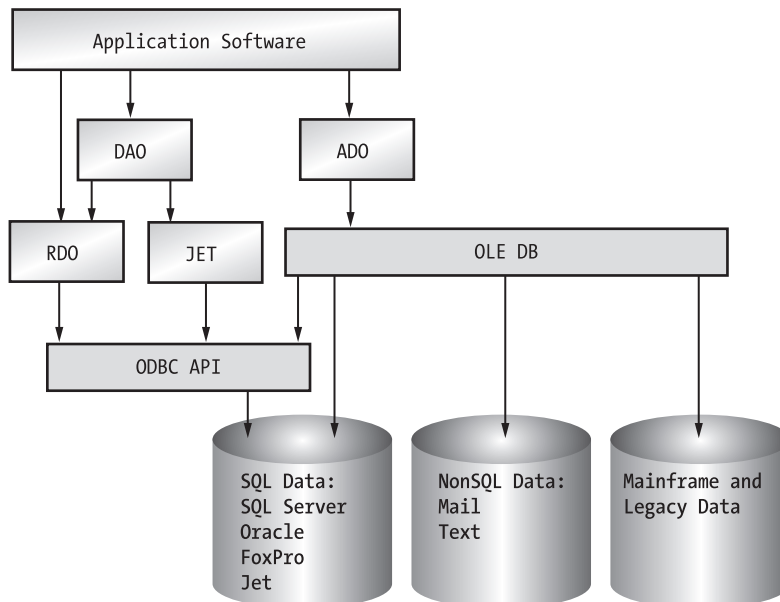 Application Software
DAO
ADO
RDO
JET
OLE DB
ODBC API
SQL Data:
SQL Server
Oracle
FoxPro
Jet
NonSQL Data:
Mail
Text
Mainframe and
Legacy Data